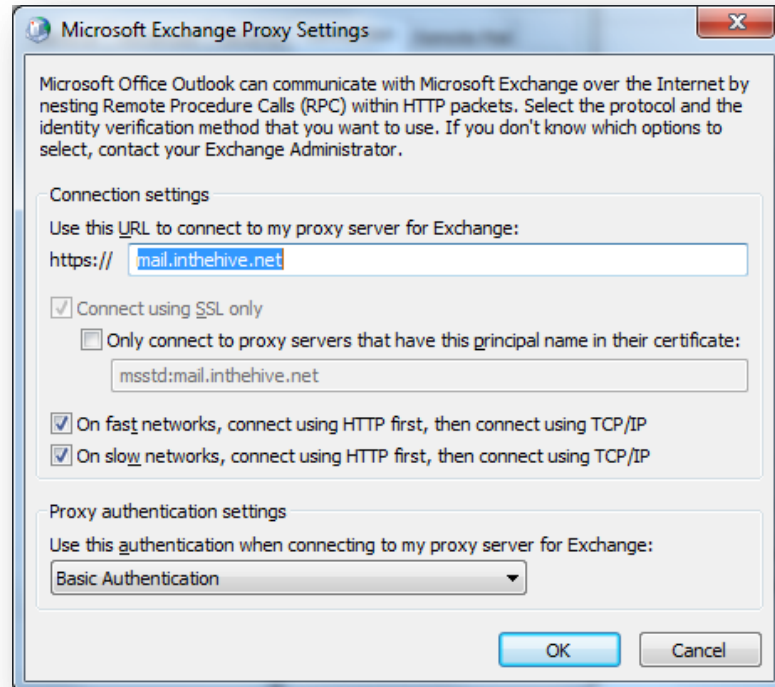 Microsoft Exchange Proxy Settings
Microsoft Office Outlook can communicate with Microsoft Exchange over the Internet by
nesting Remote Procedure Calls (RPC) within HTTP packets. Select the protocol and the
identity verification method that you want to use. If you don't know which options to
select, contact your Exchange Administrator.
Connection settings
Use this URL to connect to my proxy server for Exchange:
https:// mail.inthehive.net
Connect using SSL only
Only connect to proxy servers that have this principal name in their certificate:
msstd:mail.inthehive.net
On fast networks, connect using HTTP first, then connect using TCP/IP
On slow networks, connect using HTTP first, then connect using TCP/IP
Proxy authentication settings
Use this authentication when connecting to my proxy server for Exchange:
Basic Authentication
OK Cancel